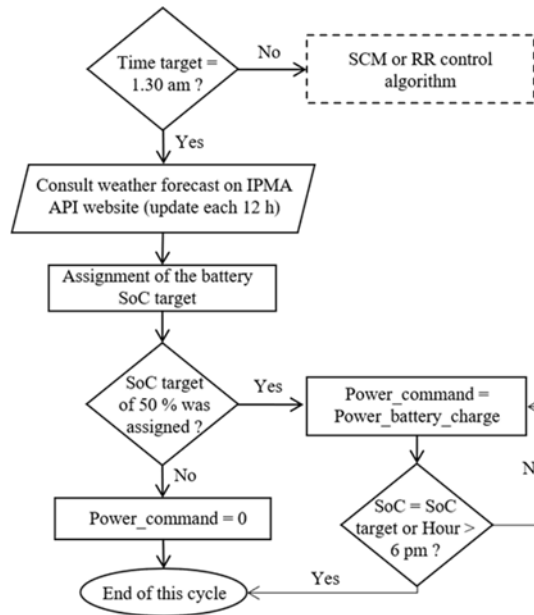 Time target =
1.30 am ?
No
SCM or RR control
algorithm
Yes
Consult weather forecast on IPMA
API website (update each 12 h)
Assignment of the battery
SoC target
SoC target
of 50 % was
assigned ?
Yes
Power_command =
Power_battery_charge
No
Power_command = 0
SoC = SoC
target or Hour >
6 pm ?
N
Yes
End of this cycle